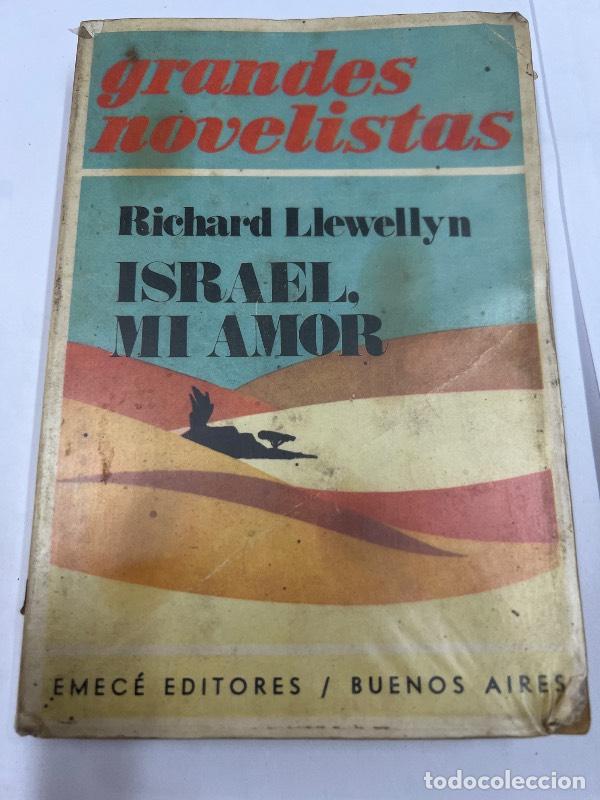 grandes
novelistas
Richard Llewellyn
ISRAEL,
MI AMOR
EMECÉ EDITORES / BUENOS AIRES
todocoleccion